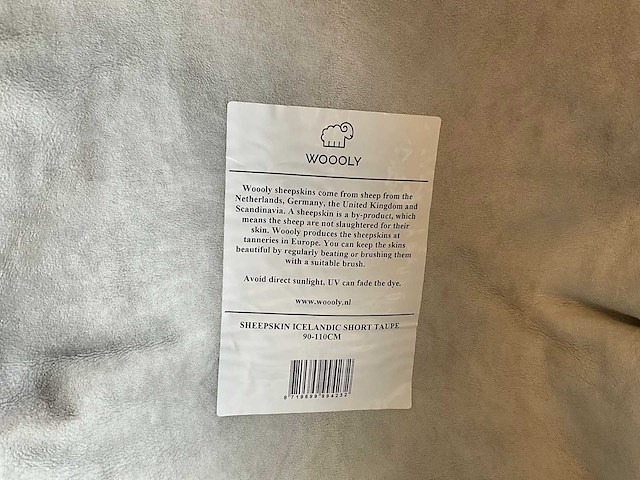 WOOOLY
Woooly sheepskins come from sheep from the
Netherlands, Germany, the United Kingdom and
Scandinavia. A sheepskin is a by-product, which
means the sheep are not slaughtered for their
skin. Woooly produces the sheepskins at
tanneries in Europe. You can keep the skins
beautiful by regularly beating or brushing them
with a suitable brush.
Avoid direct sunlight, UV can fade the dye.
www.woooly.nl
SHEEPSKIN ICELANDIC SHORT TAUPE
90-110CM
8 719699 994232